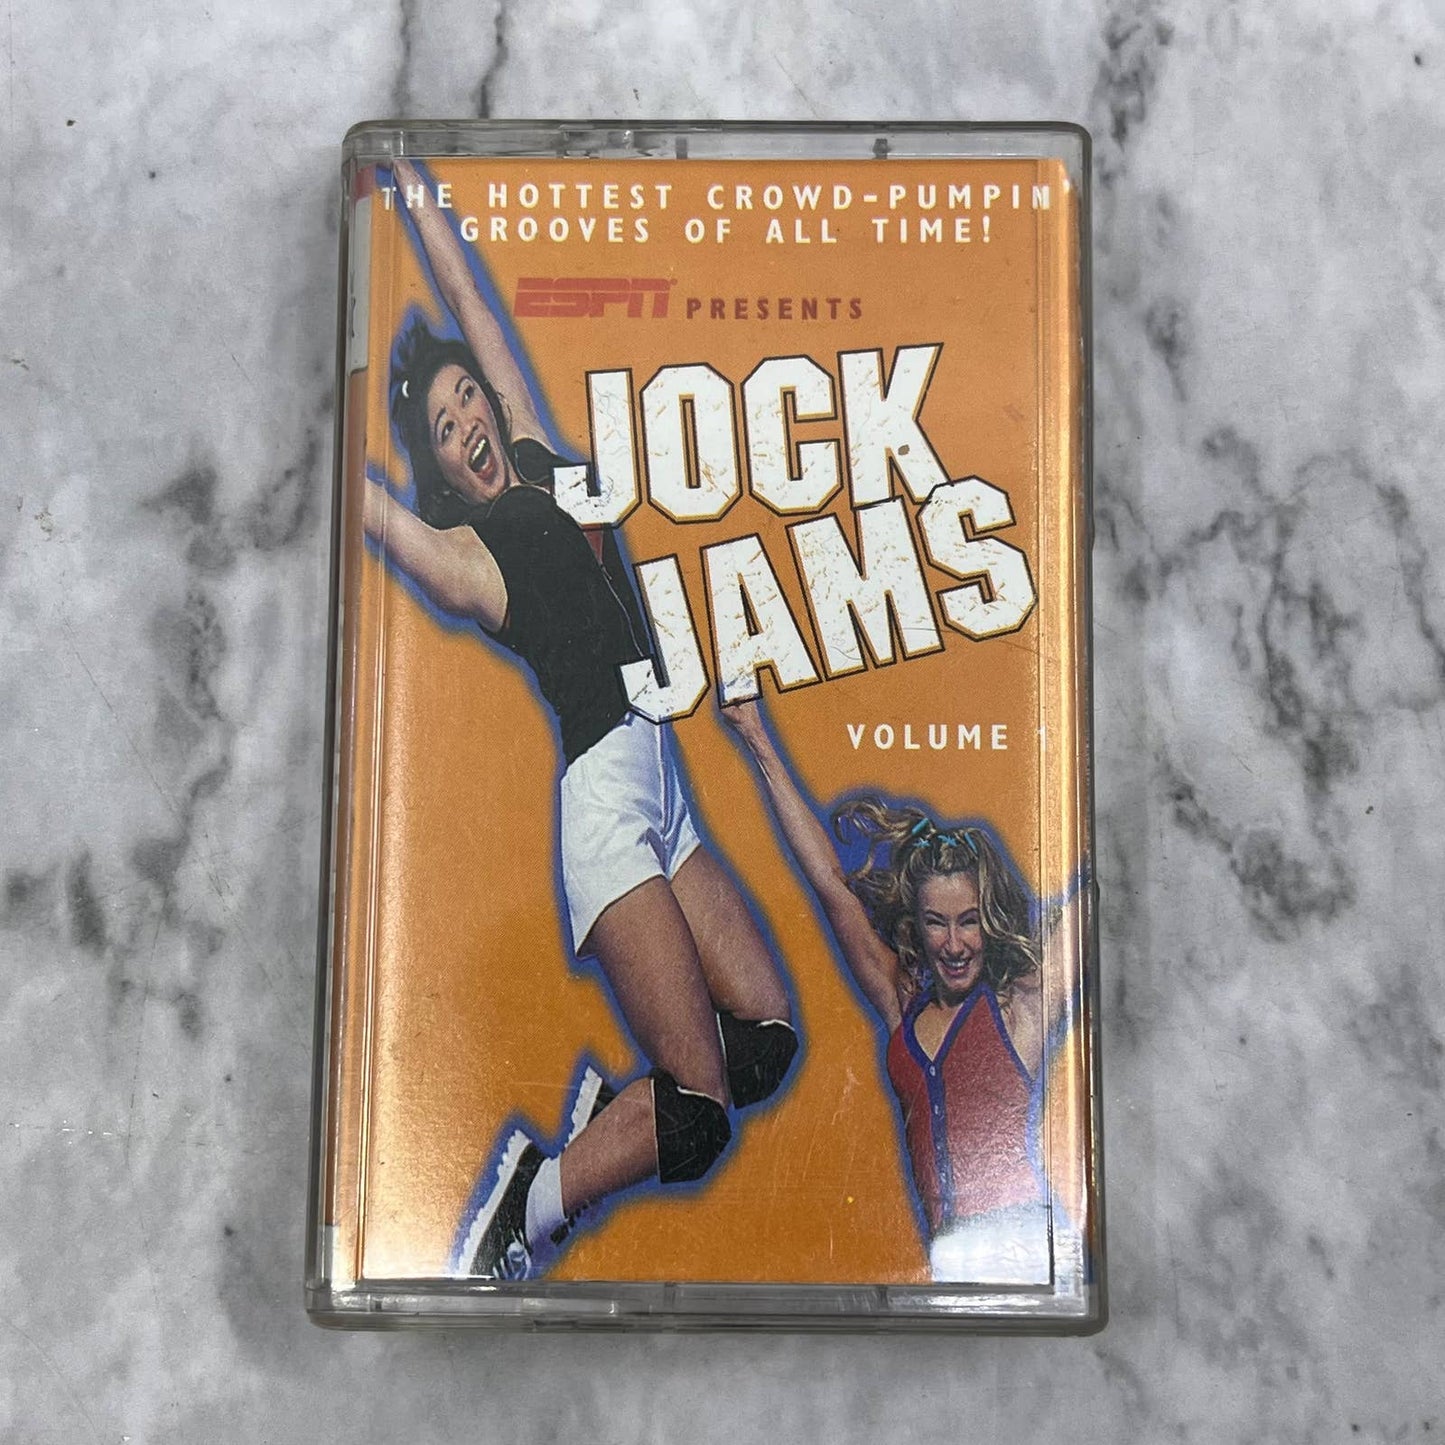 THE HOTTEST CROWD-PUMPIN
GROOVES OF ALL TIME!
ESPN PRESENTS
JOCK
JAMS
VOLUME 1